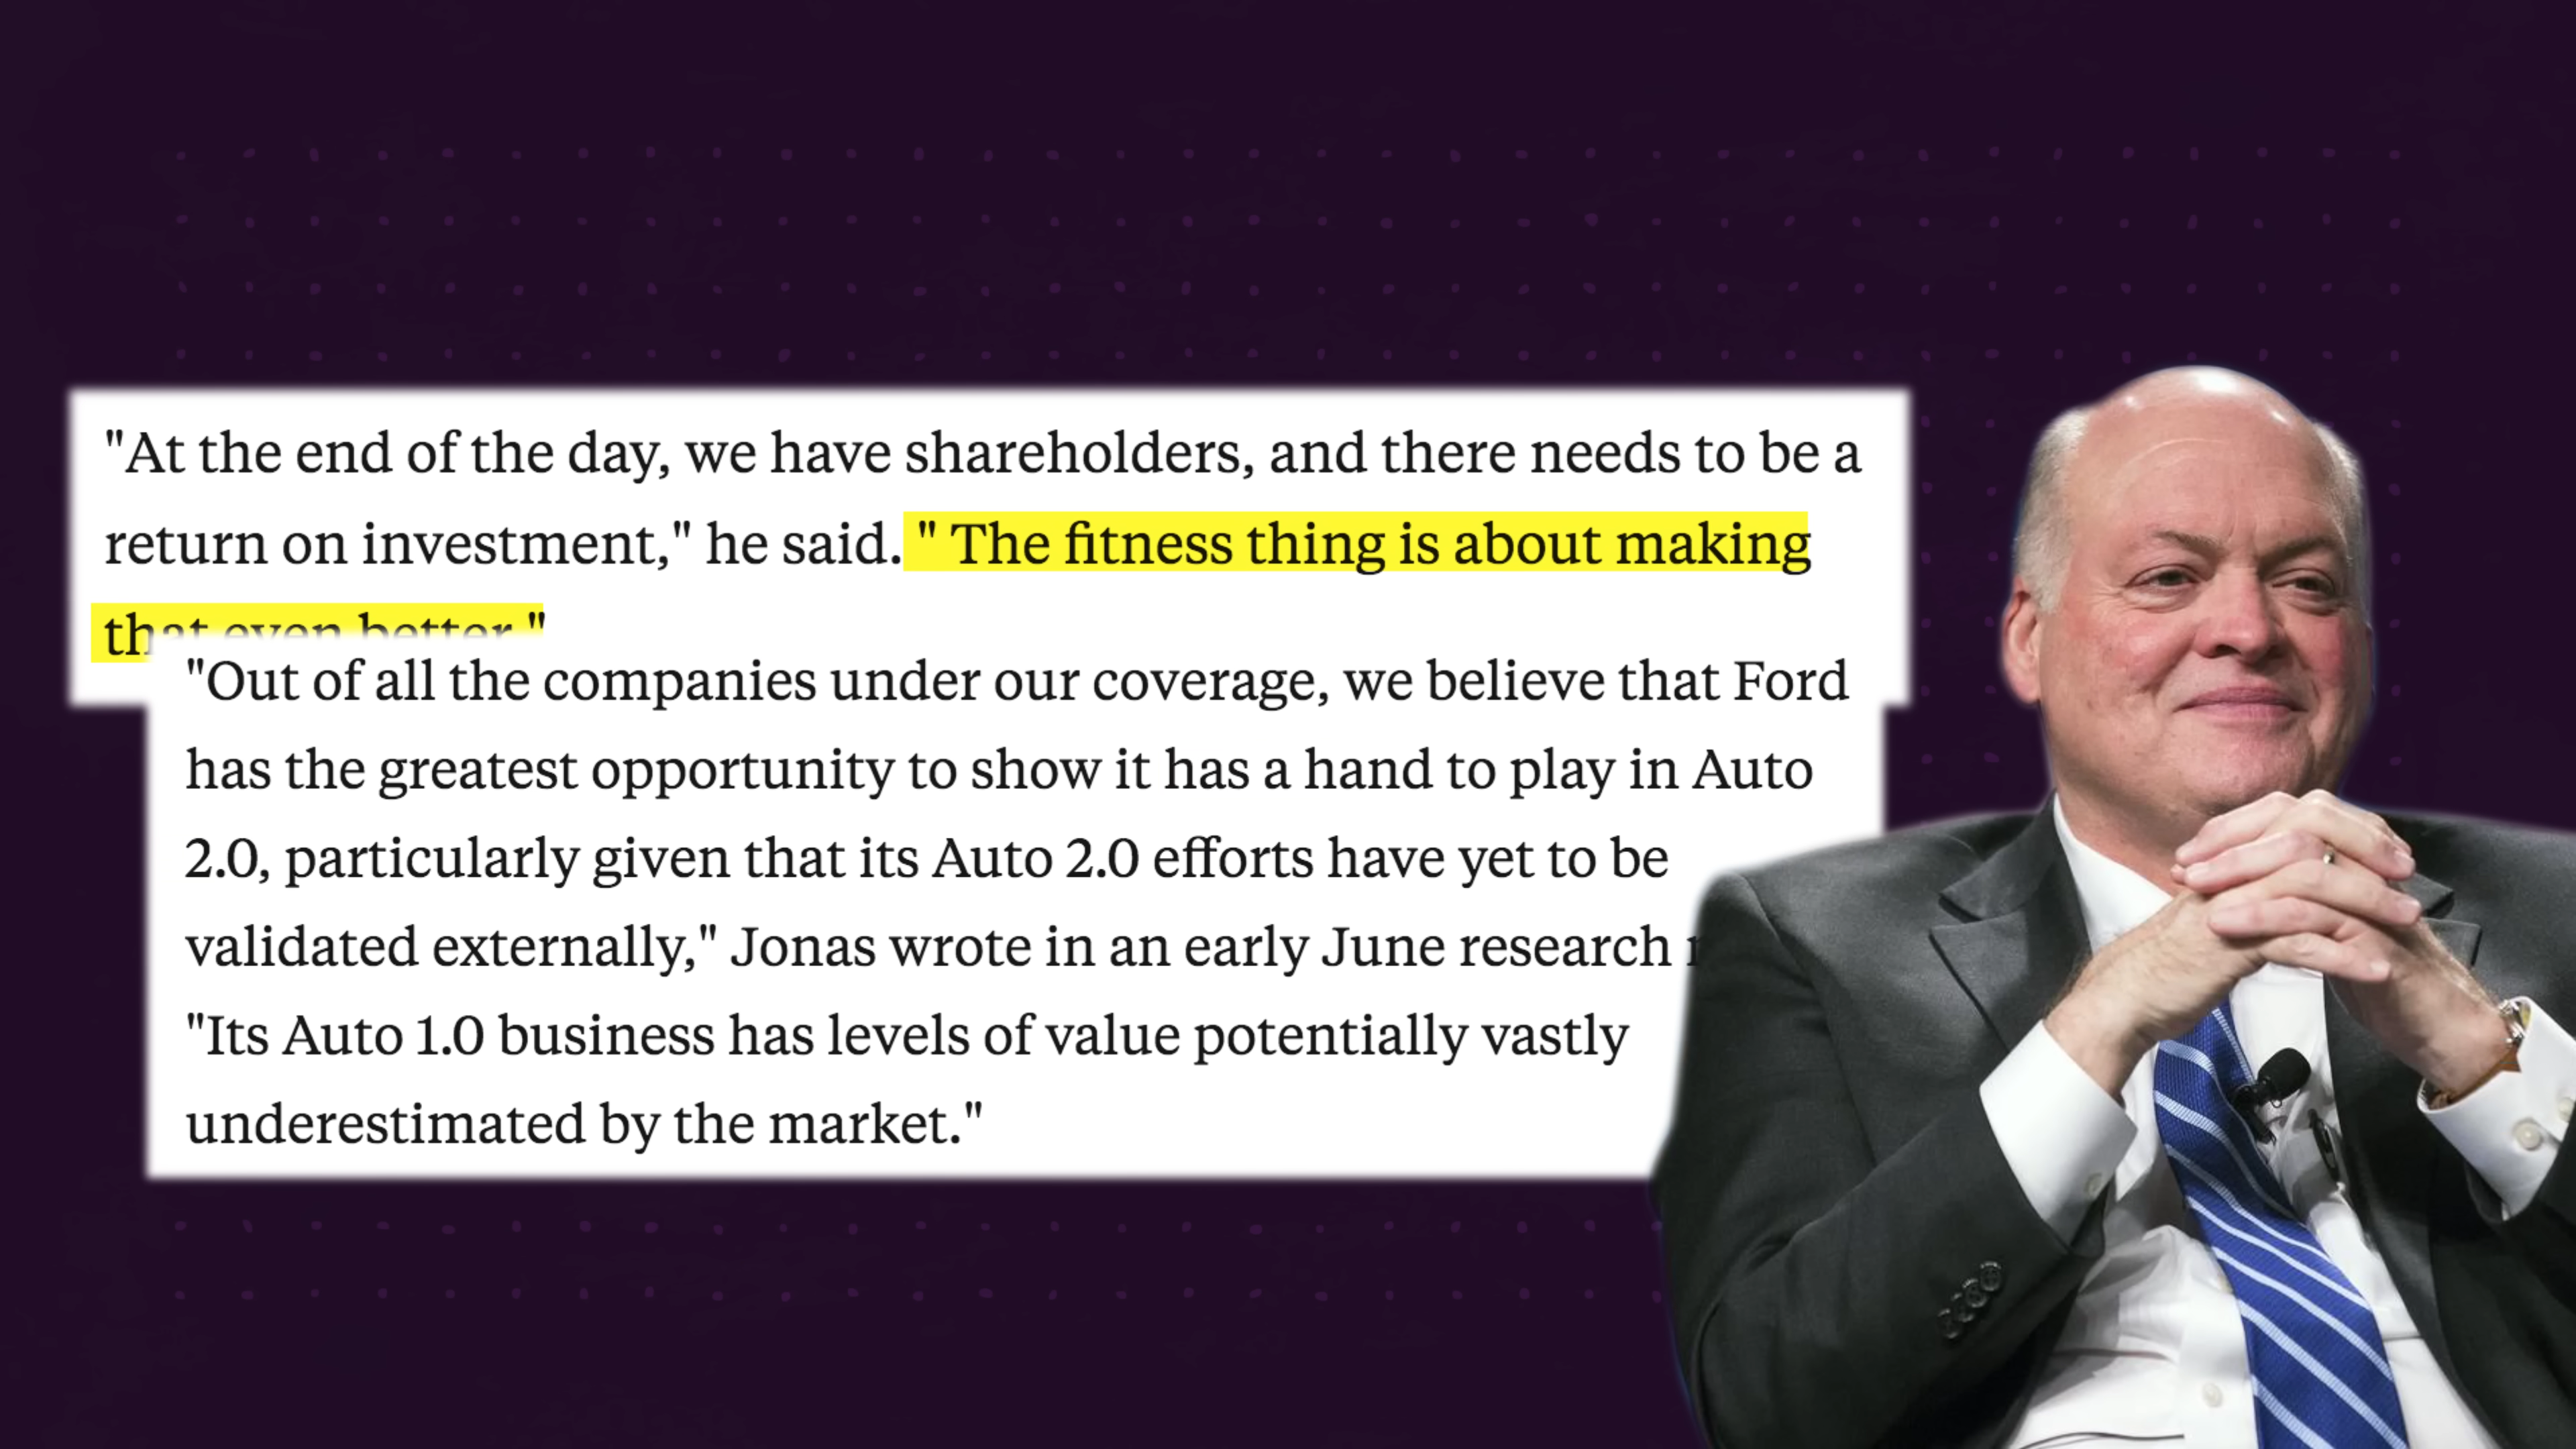 "At the end of the day, we have shareholders, and there needs to be a
return on investment," he said. " The fitness thing is about making
that even better."
"Out of all the companies under our coverage, we believe that Ford
has the greatest opportunity to show it has a hand to play in Auto
2.0, particularly given that its Auto 2.0 efforts have yet to be
validated externally," Jonas wrote in an early June research
"Its Auto 1.0 business has levels of value potentially vastly
underestimated by the market."